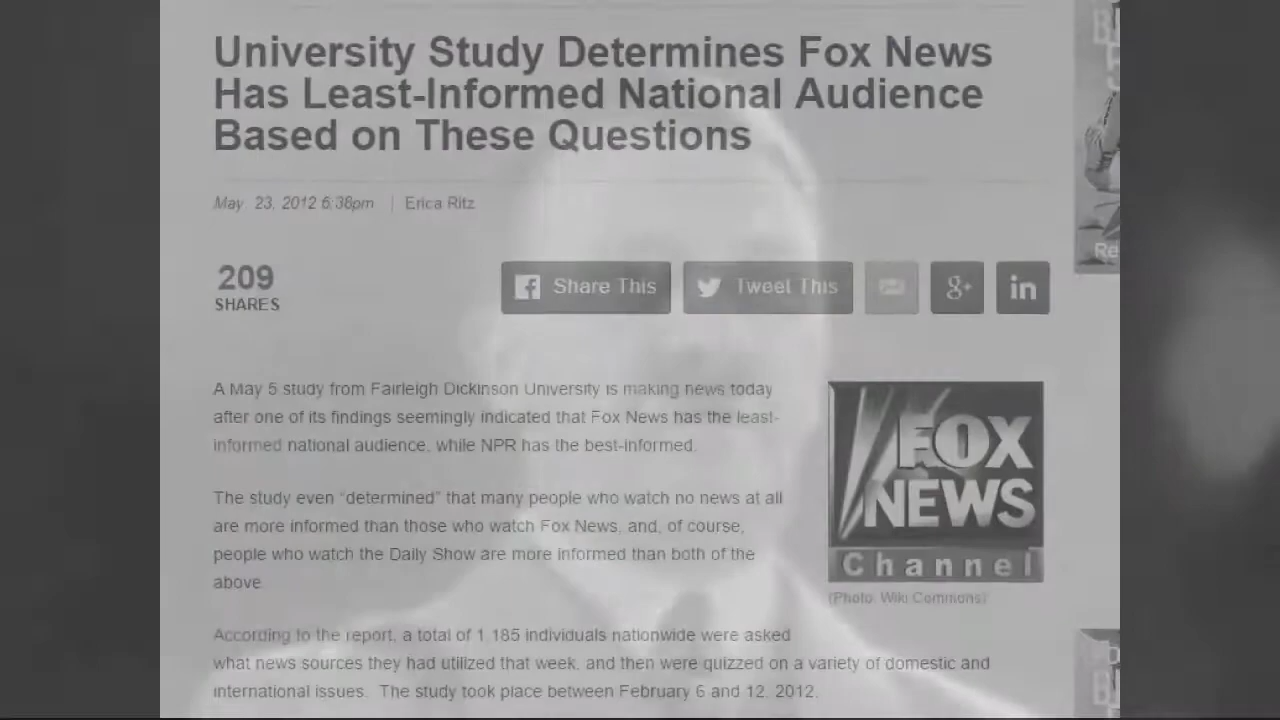 University Study Determines Fox News
Has Least-Informed National Audience
Based on These Questions
May 23, 2012 6:38pm | Erica Ritz
209
SHARES
Share This
Tweet This
g+
in
Re
A May 5 study from Fairleigh Dickinson University is making news today
after one of its findings seemingly indicated that Fox News has the least-
informed national audience, while NPR has the best-informed.
The study even “determined” that many people who watch no news at all
are more informed than those who watch Fox News, and, of course,
people who watch the Daily Show are more informed than both of the
above.
FOX
NEWS
Channel
(Photo: Wiki Commons)
According to the report, a total of 1,185 individuals nationwide were asked
what news sources they had utilized that week, and then were quizzed on a variety of domestic and
international issues. The study took place between February 6 and 12, 2012.